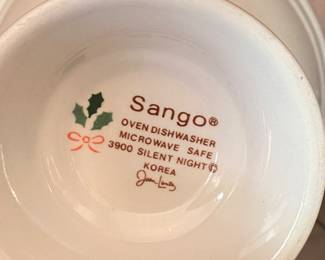 Sango®
OVEN DISHWASHER
MICROWAVE SAFE
3900 SILENT NIGHT©
KOREA